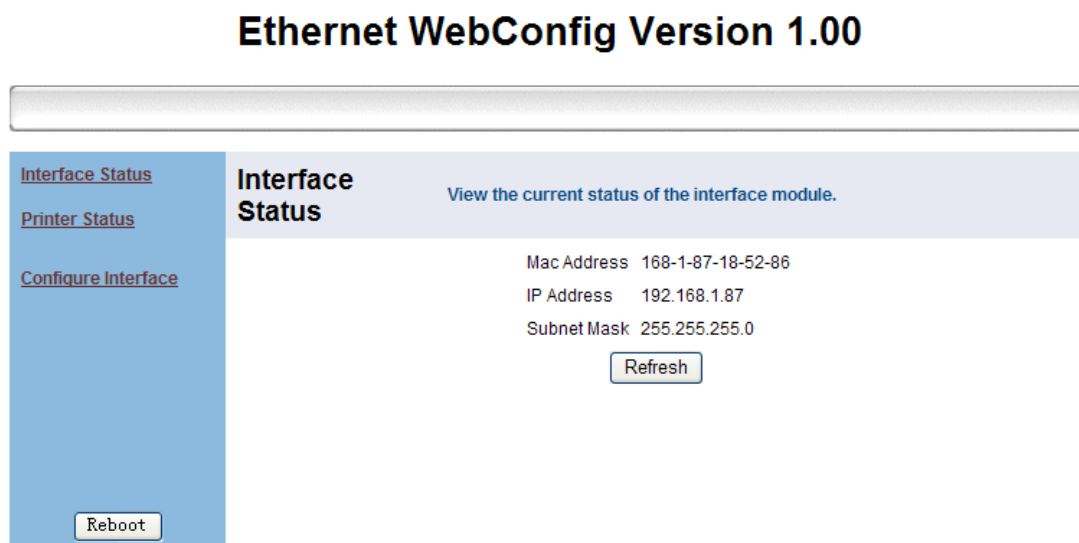 Ethernet WebConfig Version 1.00
Interface Status
Printer Status
Configure Interface
Reboot
Interface
Status
View the current status of the interface module.
Mac Address 168-1-87-18-52-86
IP Address 192.168.1.87
Subnet Mask 255.255.255.0
Refresh